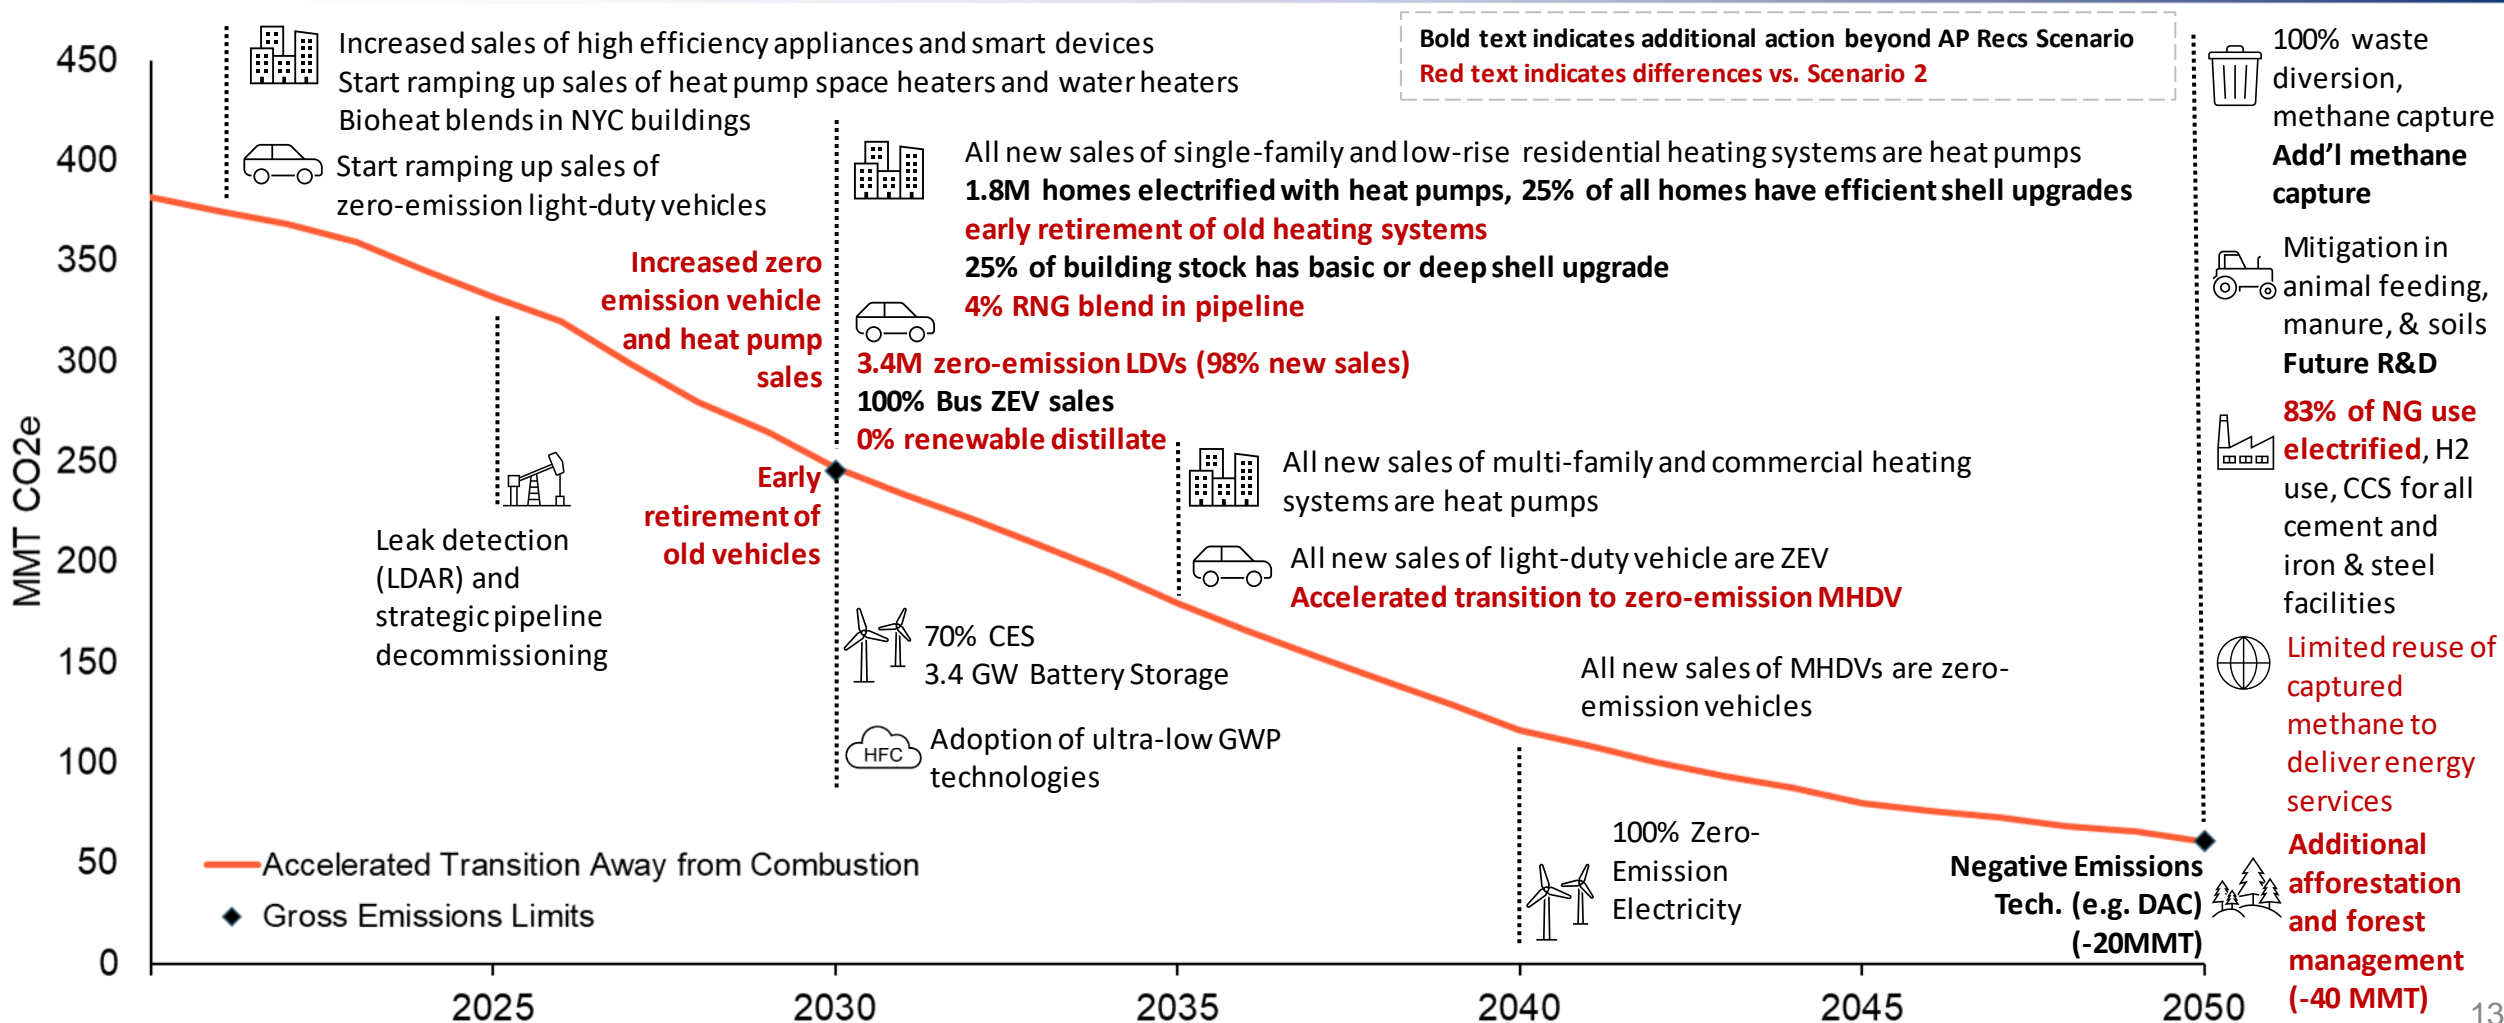 Increased sales of high efficiency appliances and smart devices
Start ramping up sales of heat pump space heaters and water heaters
Bioheat blends in NYC buildings
Start ramping up sales of
zero-emission light-duty vehicles
Bold text indicates additional action beyond AP Recs Scenario
Red text indicates differences vs. Scenario 2
MMT CO2e
450
400
350
300
250
200
150
100
50
0
Leak detection
(LDAR) and
strategic pipeline
decommissioning
Increased zero
emission vehicle
and heat pump
sales
Early
retirement of
old vehicles
All new sales of single-family and low-rise residential heating systems are heat pumps
1.8M homes electrified with heat pumps, 25% of all homes have efficient shell upgrades
early retirement of old heating systems
25% of building stock has basic or deep shell upgrade
4% RNG blend in pipeline
3.4M zero-emission LDVs (98% new sales)
100% Bus ZEV sales
0% renewable distillate
70% CES
3.4 GW Battery Storage
HFC
Adoption of ultra-low GWP
technologies
All new sales of multi-family and commercial heating
systems are heat pumps
All new sales of light-duty vehicle are ZEV
Accelerated transition to zero-emission MHDV
All new sales of MHDVs are zero-
emission vehicles
100% Zero-
Emission
Electricity
Negative Emissions
Tech. (e.g. DAC)
(-20MMT)
100% waste
diversion,
methane capture
Add'l methane
capture
Mitigation in
animal feeding,
manure, & soils
Future R&D
83% of NG use
electrified, H2
use, CCS for all
cement and
iron & steel
facilities
Limited reuse of
captured
methane to
deliver energy
services
Additional
afforestation
and forest
management
(-40 MMT)
Accelerated Transition Away from Combustion
Gross Emissions Limits
2025
2030
2035
2040
2045
2050
13